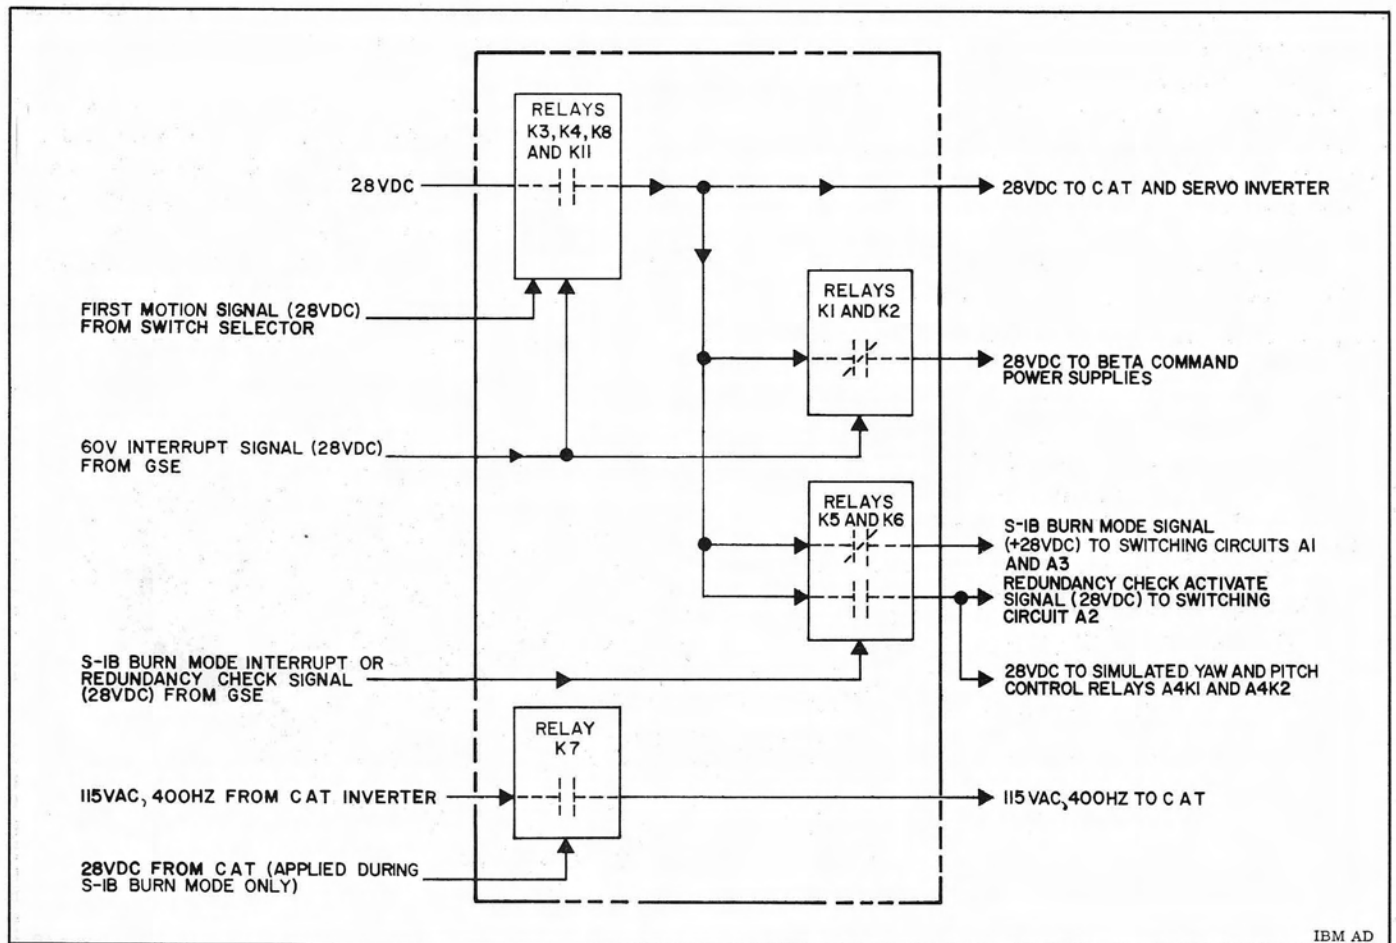 RELAYS
K3, K4, K8
AND K11
28VDC
28VDC TO CAT AND SERVO INVERTER
FIRST MOTION SIGNAL (28VDC)
FROM SWITCH SELECTOR
RELAYS
K1 AND K2
28VDC TO BETA COMMAND
POWER SUPPLIES
60V INTERRUPT SIGNAL (28VDC)
FROM GSE
RELAYS
K5 AND K6
S-IB BURN MODE SIGNAL
(+28VDC) TO SWITCHING CIRCUITS A1
AND A3
REDUNDANCY CHECK ACTIVATE
SIGNAL (28VDC) TO SWITCHING
CIRCUIT A2
S-IB BURN MODE INTERRUPT OR
REDUNDANCY CHECK SIGNAL
(28VDC) FROM GSE
28VDC TO SIMULATED YAW AND PITCH
CONTROL RELAYS A4K1 AND A4K2
RELAY
K7
115VAC, 400HZ FROM CAT INVERTER
115VAC, 400HZ TO CAT
28VDC FROM CAT (APPLIED DURING
S-IB BURN MODE ONLY)
IBM AD